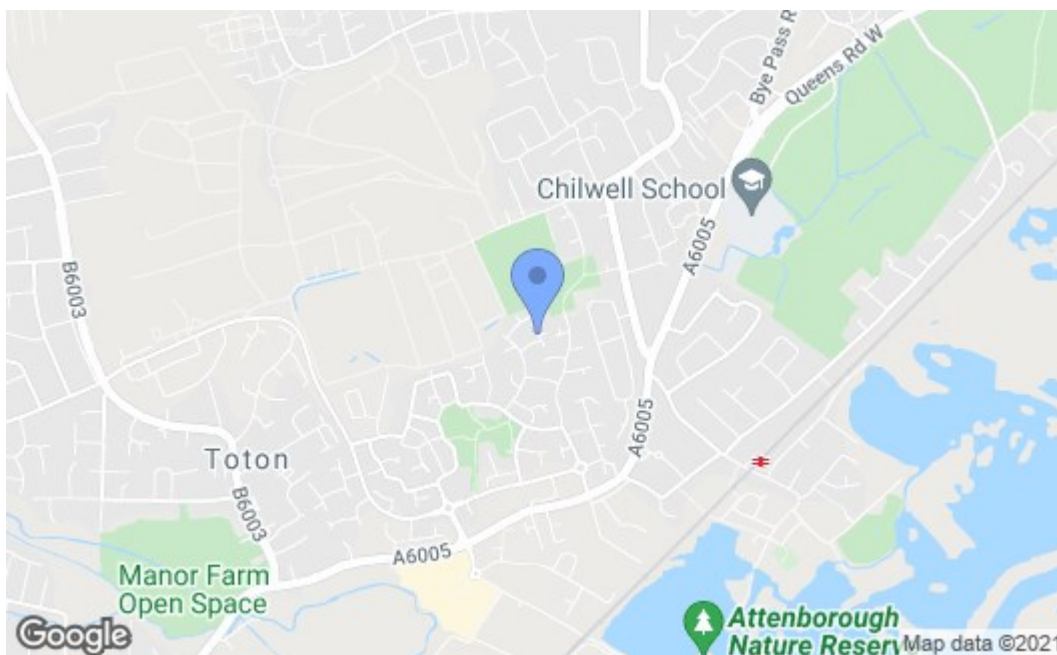 Bye Pass R
Queens Rd W
Chilwell School
A6005
B6003
A6005
Toton
B6003
A6005
Manor Farm
Open Space
Attenborough
Nature Reserv
Google
Map data ©2021